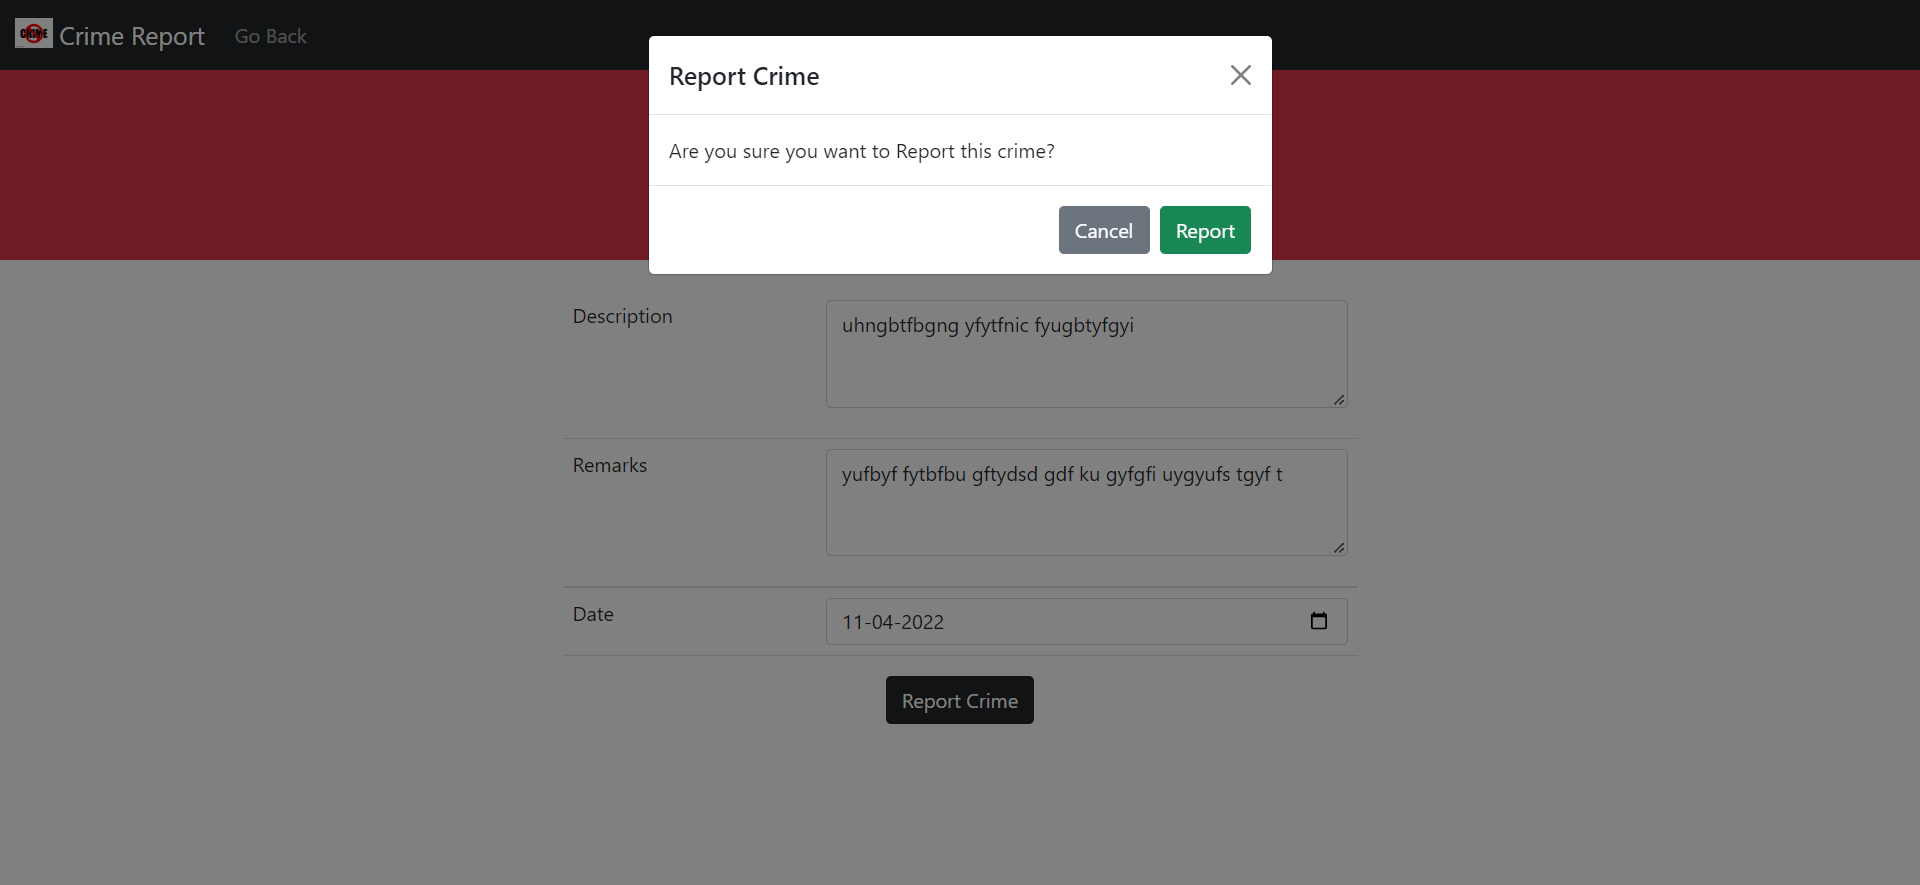 CRIME
Crime Report
Go Back
Report Crime
Are you sure you want to Report this crime?
Cancel
Report
Description
uhngbtfbgng yfytfnic fyugbtyfgyi
Remarks
yufbyf fytbfbu gftydsd gdf ku gyfgfi uygyufs tgyf t
Date
11-04-2022
Report Crime